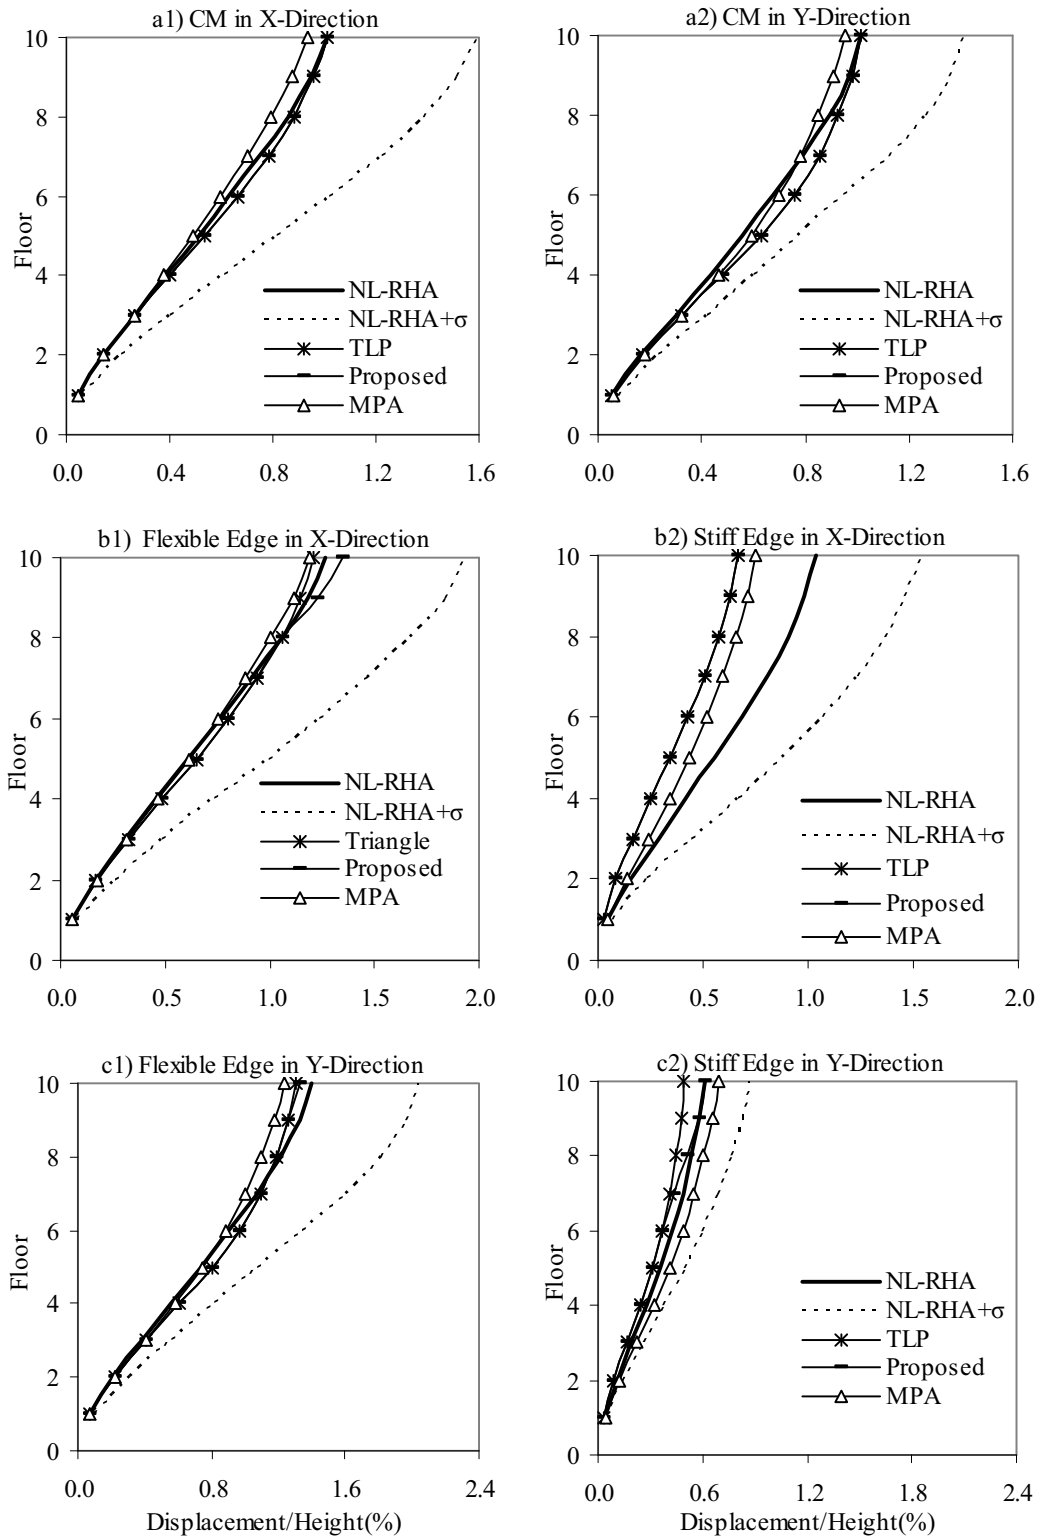 a1) CM in X-Direction
10
8
6
4
2
0
Floor
NL-RHA
NL-RHA+σ
TLP
Proposed
MPA
0.0 0.4 0.8 1.2 1.6
a2) CM in Y-Direction
10
8
6
4
2
0
Floor
NL-RHA
NL-RHA+σ
TLP
Proposed
MPA
0.0 0.4 0.8 1.2 1.6
b1) Flexible Edge in X-Direction
10
8
6
4
2
0
Floor
NL-RHA
NL-RHA+σ
Triangle
Proposed
MPA
0.0 0.5 1.0 1.5 2.0
b2) Stiff Edge in X-Direction
10
8
6
4
2
0
Floor
NL-RHA
NL-RHA+σ
TLP
Proposed
MPA
0.0 0.5 1.0 1.5 2.0
c1) Flexible Edge in Y-Direction
10
8
6
4
2
0
Floor
0.0 0.8 1.6 2.4
Displacement/Height(%)
c2) Stiff Edge in Y-Direction
10
8
6
4
2
0
Floor
NL-RHA
NL-RHA+σ
TLP
Proposed
MPA
0.0 0.6 1.2 1.8 2.4
Displacement/Height(%)